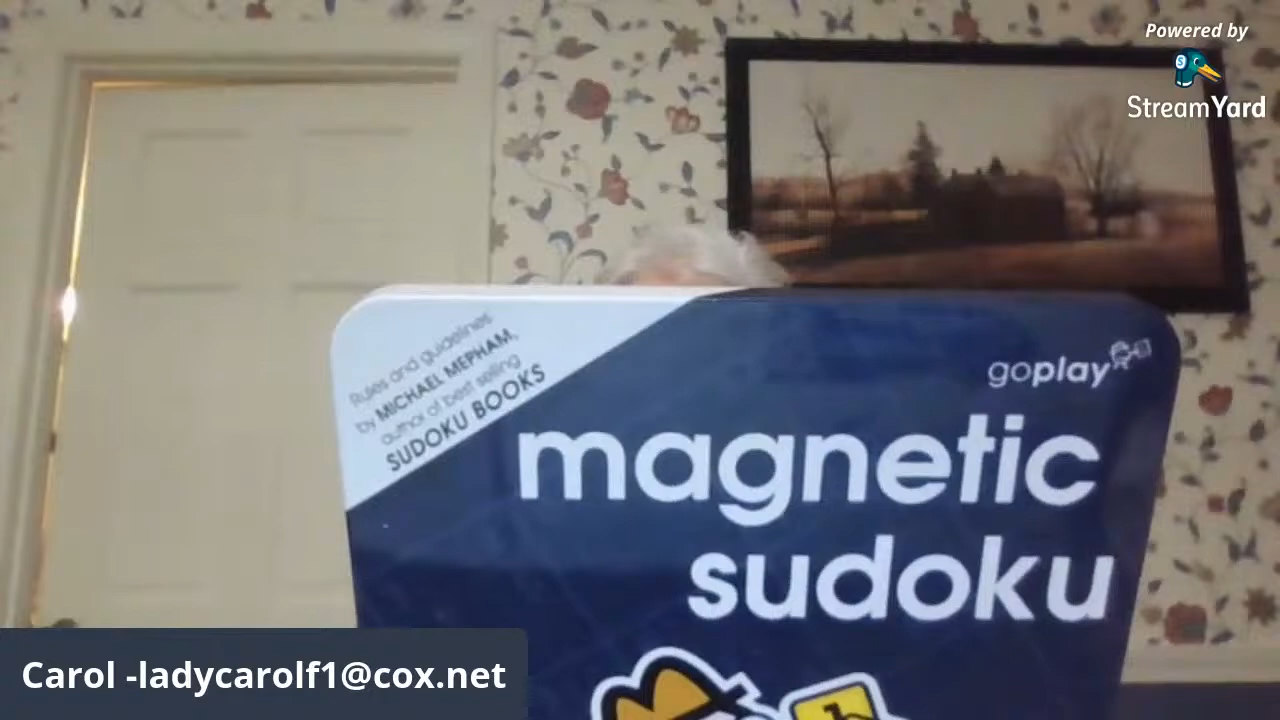 Powered by
StreamYard
Rules and guidelines
by MICHAEL MEPHAM,
author of best selling
SUDOKU BOOKS
goplay
magnetic
sudoku
Carol -ladycarolf1@cox.net